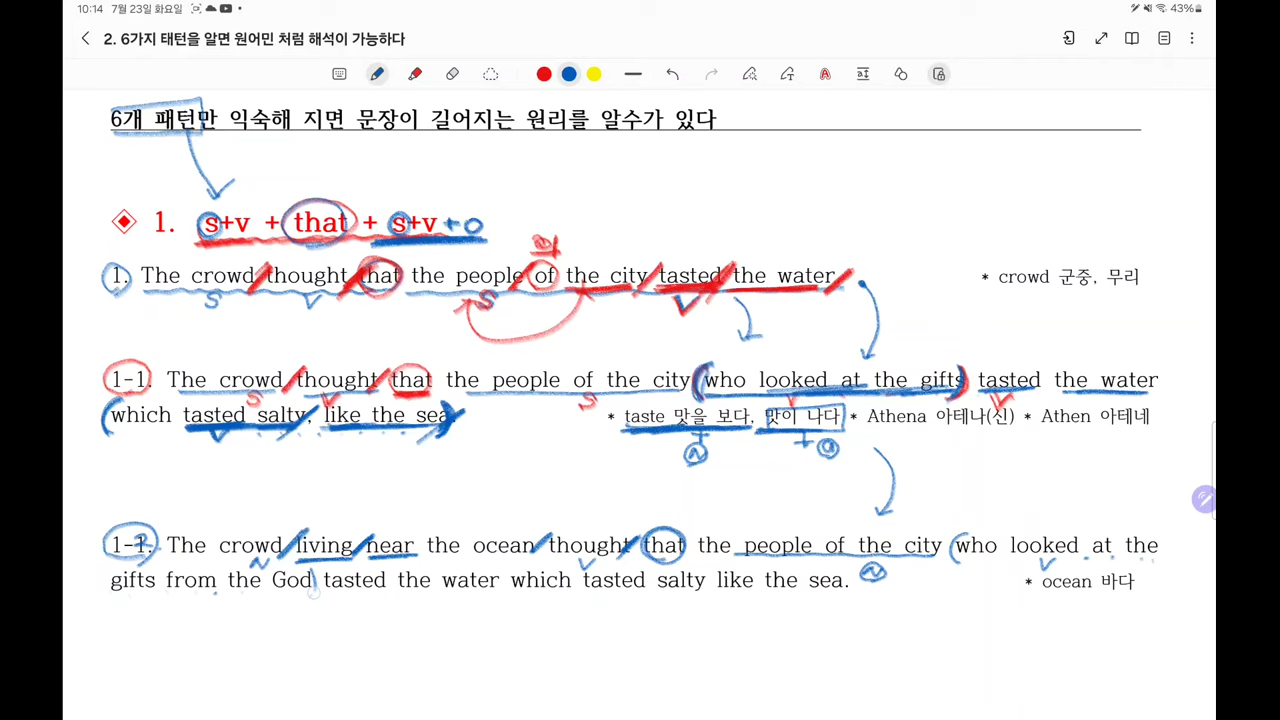 10:14 7월 23일 화요일
43%
2. 6가지 태턴을 알면 원어민 처럼 해석이 가능하다
6개 패턴만 익숙해 지면 문장이 길어지는 원리를 알수가 있다
1. s+v + that + s+v +o
의
1. The crowd thought that the people of the city tasted the water * crowd 군중, 무리
S V S V
1-1. The crowd thought that the people of the city (who looked at the gifts) tasted the water
S V S V V
(which tasted salty, like the sea. * taste 맛을 보다, 맛이 나다 * Athena 아테나(신) * Athen 아테네
V + n + a
1-1. The crowd living near the ocean thought that the people of the city (who looked at the
N V n V
gifts from the God tasted the water which tasted salty like the sea. * ocean 바다